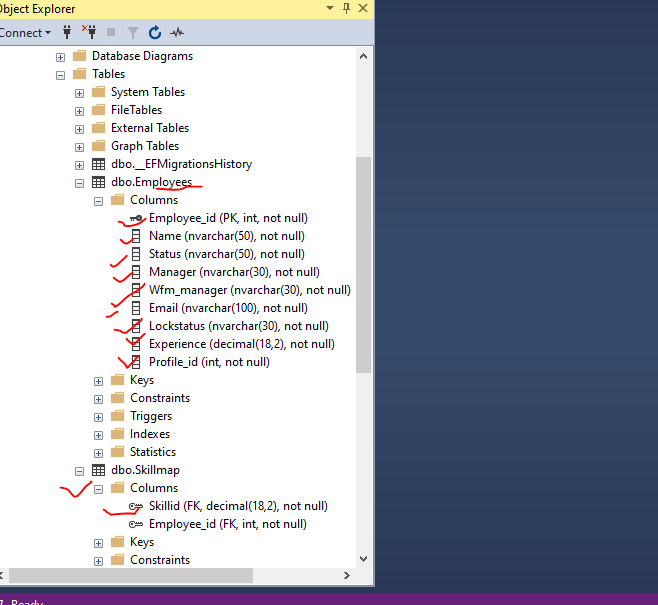 Object Explorer
Connect
Database Diagrams
Tables
System Tables
FileTables
External Tables
Graph Tables
dbo.__EFMigrationsHistory
dbo.Employees
Columns
Employee_id (PK, int, not null)
Name (nvarchar(50), not null)
Status (nvarchar(50), not null)
Manager (nvarchar(30), not null)
Wfm_manager (nvarchar(30), not null)
Email (nvarchar(100), not null)
Lockstatus (nvarchar(30), not null)
Experience (decimal(18,2), not null)
Profile_id (int, not null)
Keys
Constraints
Triggers
Indexes
Statistics
dbo.Skillmap
Columns
Skillid (FK, decimal(18,2), not null)
Employee_id (FK, int, not null)
Keys
Constraints
Ready